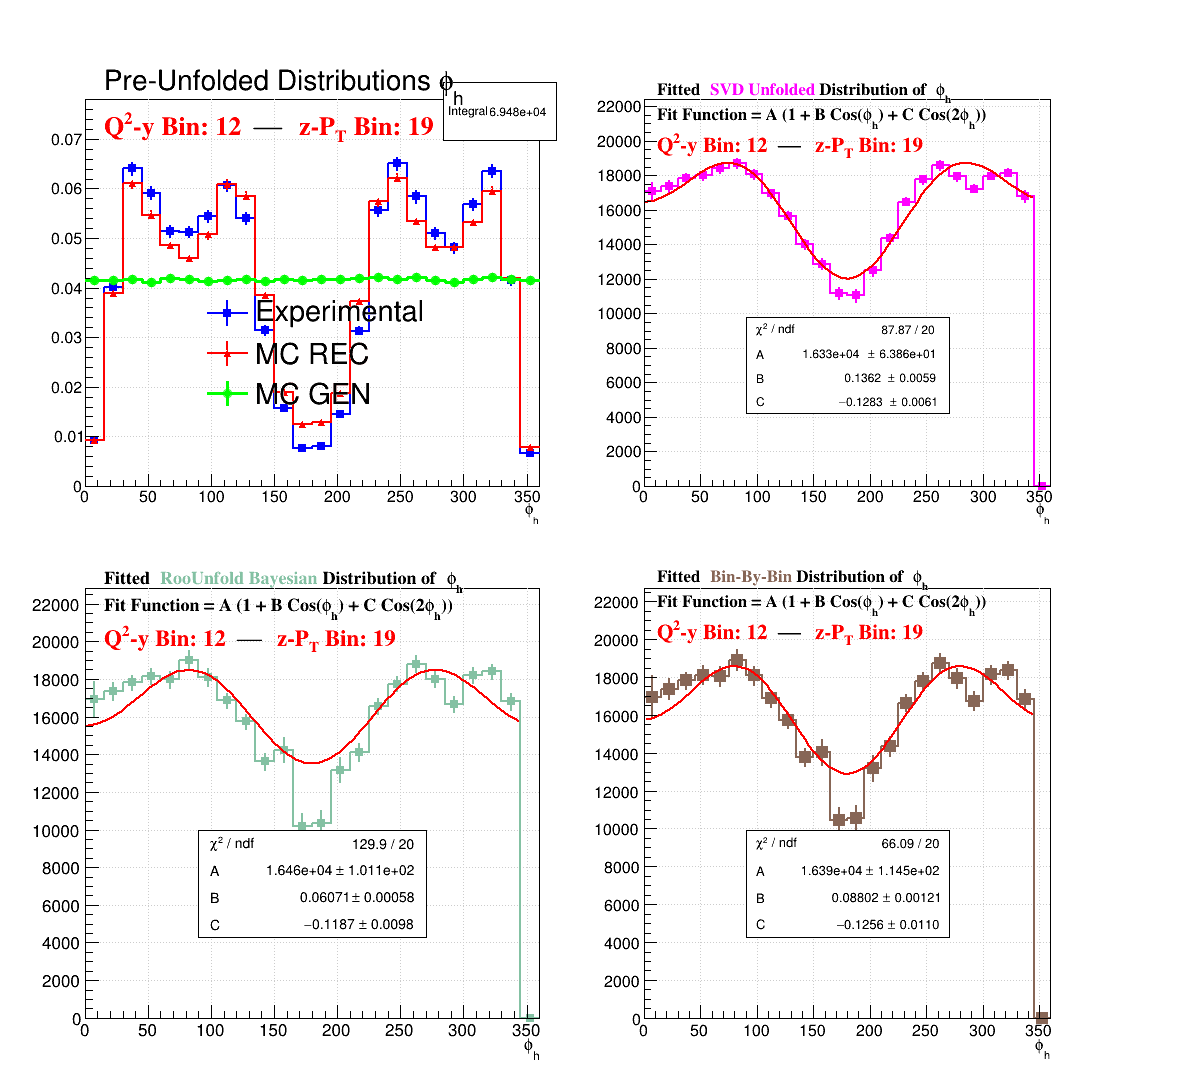 Pre-Unfolded Distributions ϕh
Integral 6.948e+04
Q²-y Bin: 12 — z-PT Bin: 19
0.07
0.06
0.05
0.04
0.03
0.02
0.01
0
Experimental
MC REC
MC GEN
0 50 100 150 200 250 300 350
ϕh
Fitted SVD Unfolded Distribution of ϕh
Fit Function = A (1 + B Cos(ϕh) + C Cos(2ϕh))
Q²-y Bin: 12 — z-PT Bin: 19
22000
20000
18000
16000
14000
12000
10000
8000
6000
4000
2000
0
χ² / ndf 87.87 / 20
A 1.633e+04 ± 6.386e+01
B 0.1362 ± 0.0059
C −0.1283 ± 0.0061
0 50 100 150 200 250 300 350
ϕh
Fitted RooUnfold Bayesian Distribution of ϕh
Fit Function = A (1 + B Cos(ϕh) + C Cos(2ϕh))
Q²-y Bin: 12 — z-PT Bin: 19
22000
20000
18000
16000
14000
12000
10000
8000
6000
4000
2000
0
χ² / ndf 129.9 / 20
A 1.646e+04 ± 1.011e+02
B 0.06071 ± 0.00058
C −0.1187 ± 0.0098
0 50 100 150 200 250 300 350
ϕh
Fitted Bin-By-Bin Distribution of ϕh
Fit Function = A (1 + B Cos(ϕh) + C Cos(2ϕh))
Q²-y Bin: 12 — z-PT Bin: 19
22000
20000
18000
16000
14000
12000
10000
8000
6000
4000
2000
0
χ² / ndf 66.09 / 20
A 1.639e+04 ± 1.145e+02
B 0.08802 ± 0.00121
C −0.1256 ± 0.0110
0 50 100 150 200 250 300 350
ϕh